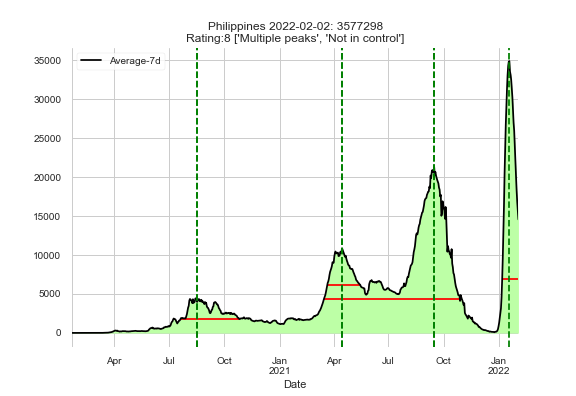 Philippines 2022-02-02: 3577298
Rating:8 ['Multiple peaks', 'Not in control']
Average-7d
35000
30000
25000
20000
15000
10000
5000
0
Apr Jul Oct Jan Apr Jul Oct Jan
2021 2022
Date